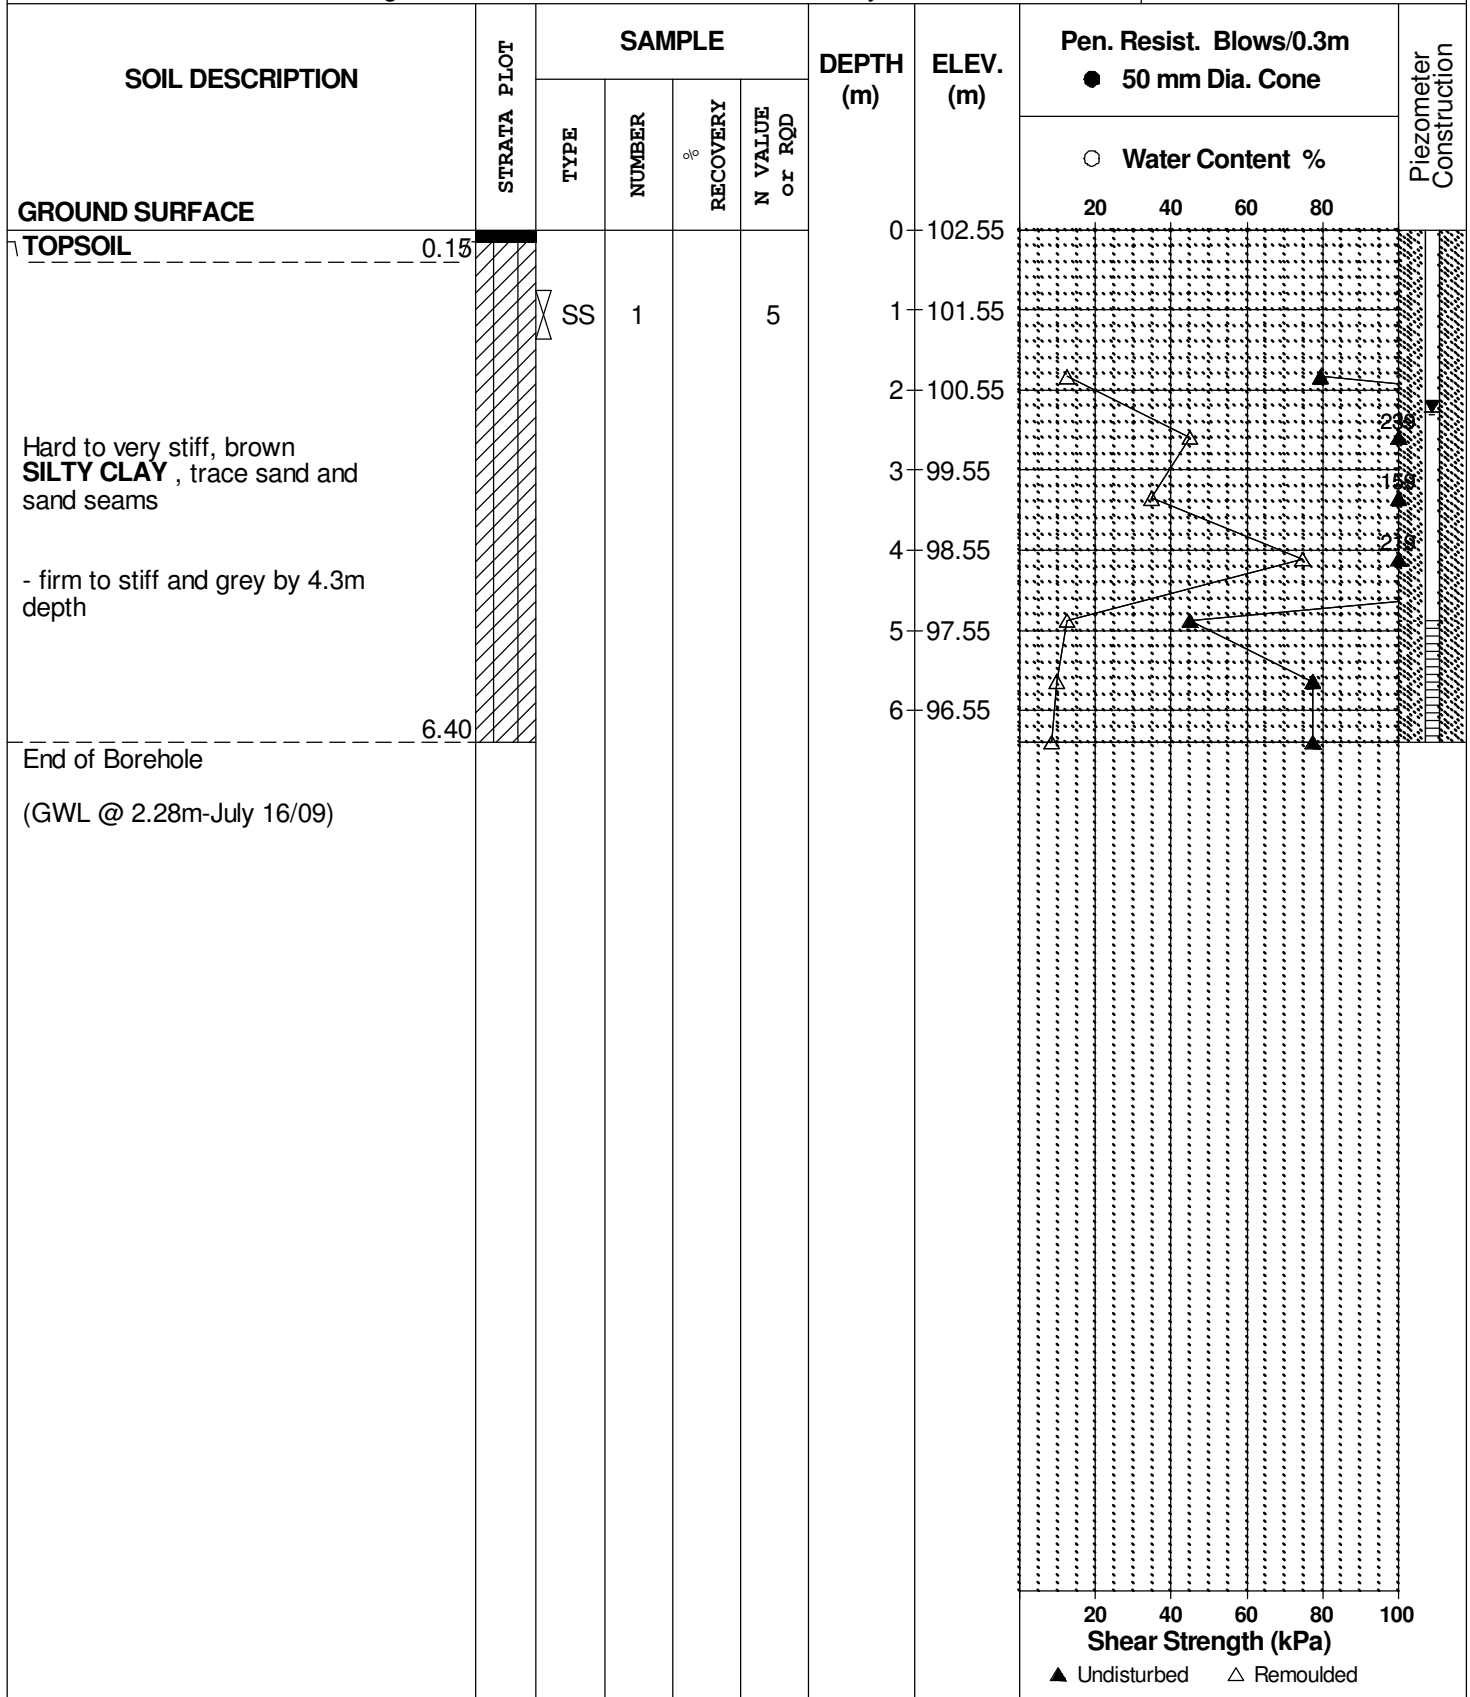 SOIL DESCRIPTION
GROUND SURFACE
STRATA PLOT
SAMPLE
TYPE
NUMBER
% RECOVERY
N VALUE or RQD
DEPTH (m)
ELEV. (m)
Pen. Resist. Blows/0.3m
● 50 mm Dia. Cone
○ Water Content %
20 40 60 80
Piezometer Construction
TOPSOIL 0.15
0 102.55
SS 1 5
1 101.55
2 100.55
239
Hard to very stiff, brown
SILTY CLAY , trace sand and
sand seams
3 99.55
159
4 98.55
219
- firm to stiff and grey by 4.3m
depth
5 97.55
6 96.55
6.40
End of Borehole
(GWL @ 2.28m-July 16/09)
20 40 60 80 100
Shear Strength (kPa)
▲ Undisturbed △ Remoulded